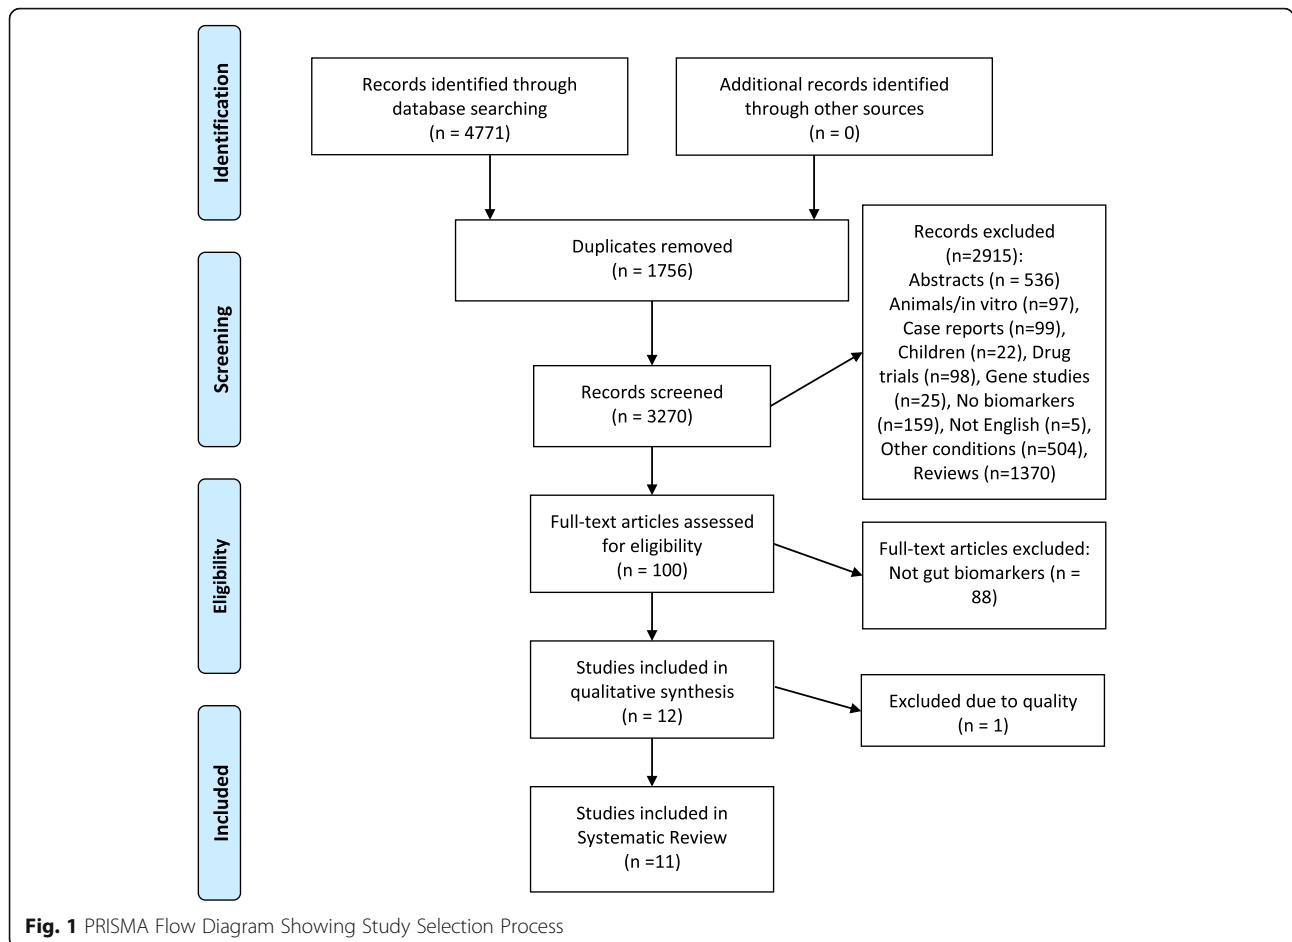 Identification
Records identified through
database searching
(n = 4771)
Additional records identified
through other sources
(n = 0)
Duplicates removed
(n = 1756)
Screening
Records screened
(n = 3270)
Records excluded
(n=2915):
Abstracts (n = 536)
Animals/in vitro (n=97),
Case reports (n=99),
Children (n=22), Drug
trials (n=98), Gene studies
(n=25), No biomarkers
(n=159), Not English (n=5),
Other conditions (n=504),
Reviews (n=1370)
Eligibility
Full-text articles assessed
for eligibility
(n = 100)
Full-text articles excluded:
Not gut biomarkers (n =
88)
Studies included in
qualitative synthesis
(n = 12)
Excluded due to quality
(n = 1)
Included
Studies included in
Systematic Review
(n =11)
Fig. 1 PRISMA Flow Diagram Showing Study Selection Process